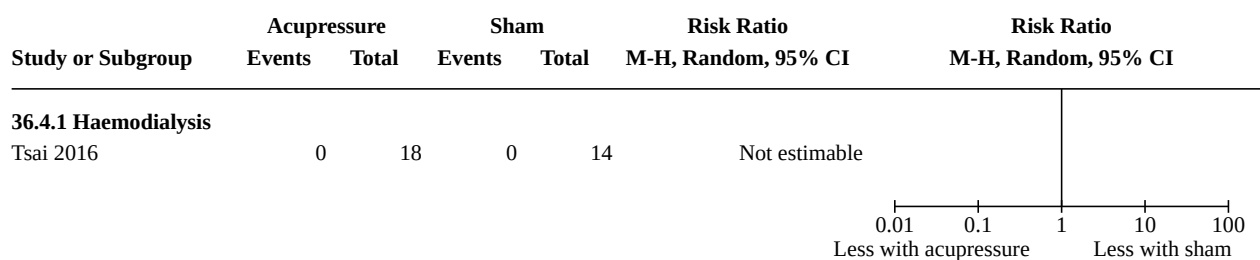 Acupressure Sham Risk Ratio Risk Ratio
Study or Subgroup Events Total Events Total M-H, Random, 95% CI M-H, Random, 95% CI
36.4.1 Haemodialysis
Tsai 2016 0 18 0 14 Not estimable
0.01 0.1 1 10 100
Less with acupressure Less with sham